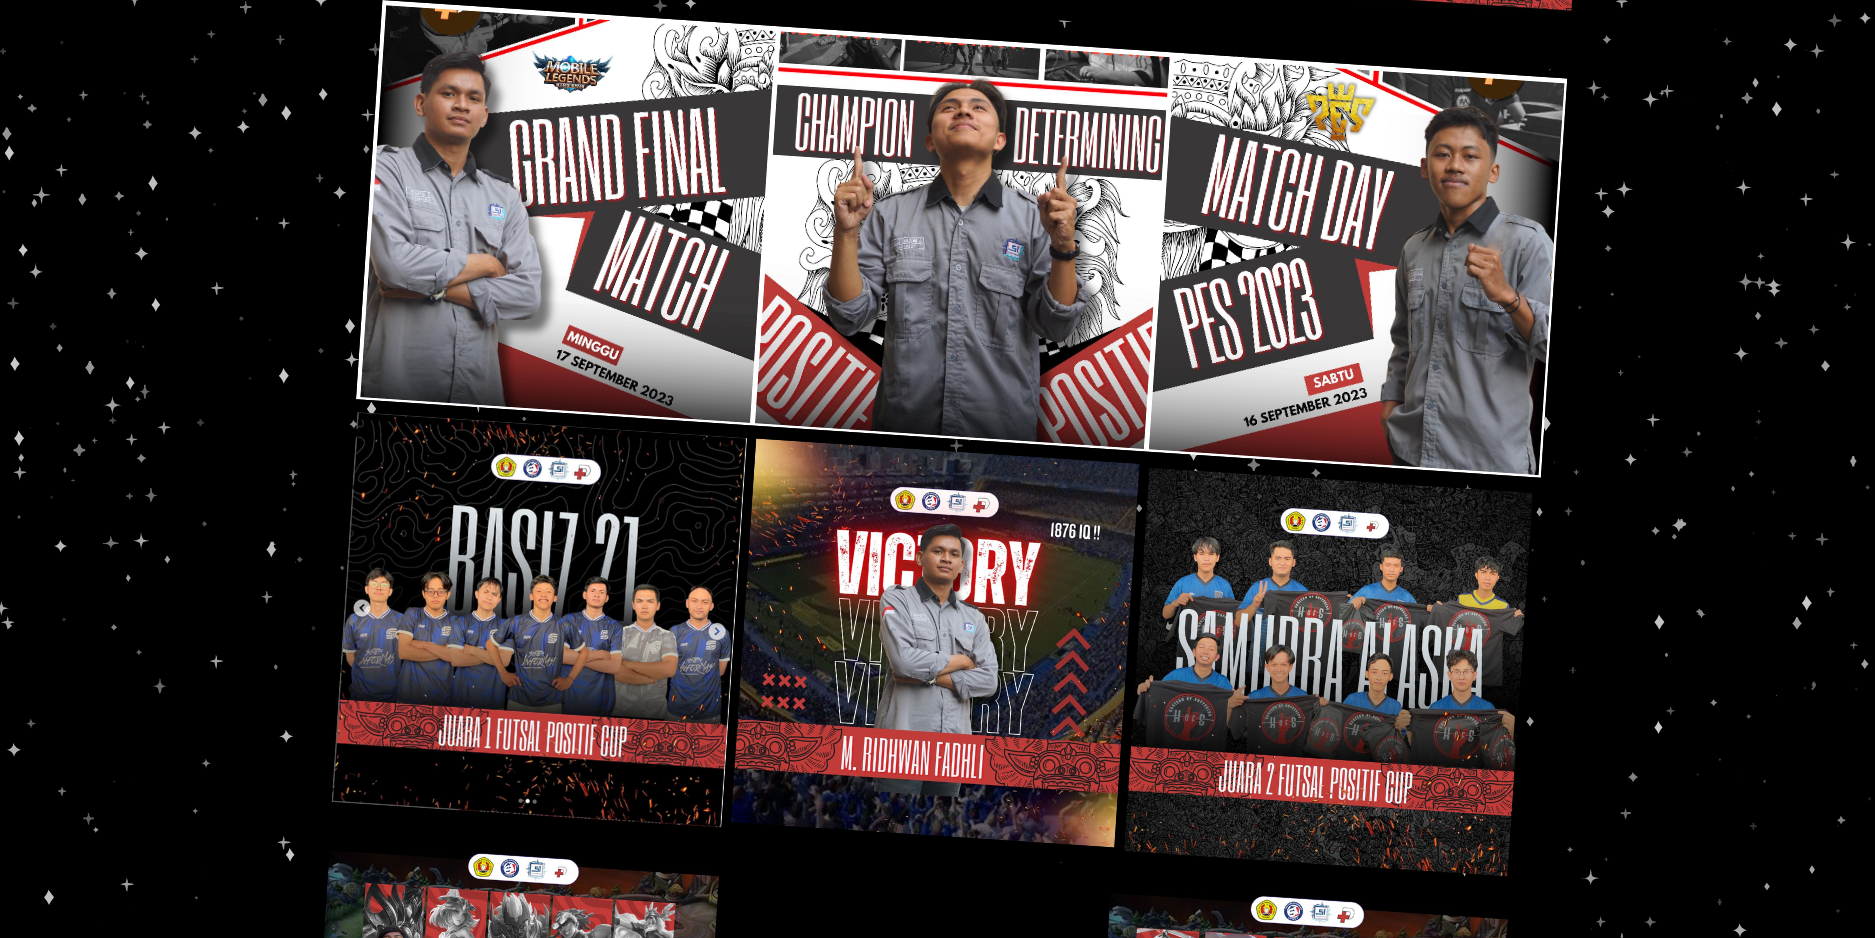 MOBILE
LEGENDS
GRAND FINAL
MATCH
MINGGU
17 SEPTEMBER 2023
CHAMPION DETERMINING
POSITIF
POSITIF
MATCH DAY
PES 2023
SABTU
16 SEPTEMBER 2023
BASIZ 21
JUARA 1 FUTSAL POSITIF CUP
1876 IQ !!
VICTORY
VICTORY
VICTORY
M. RIDHWAN FADHLI
SAMUDRA ALASKA
JUARA 2 FUTSAL POSITIF CUP